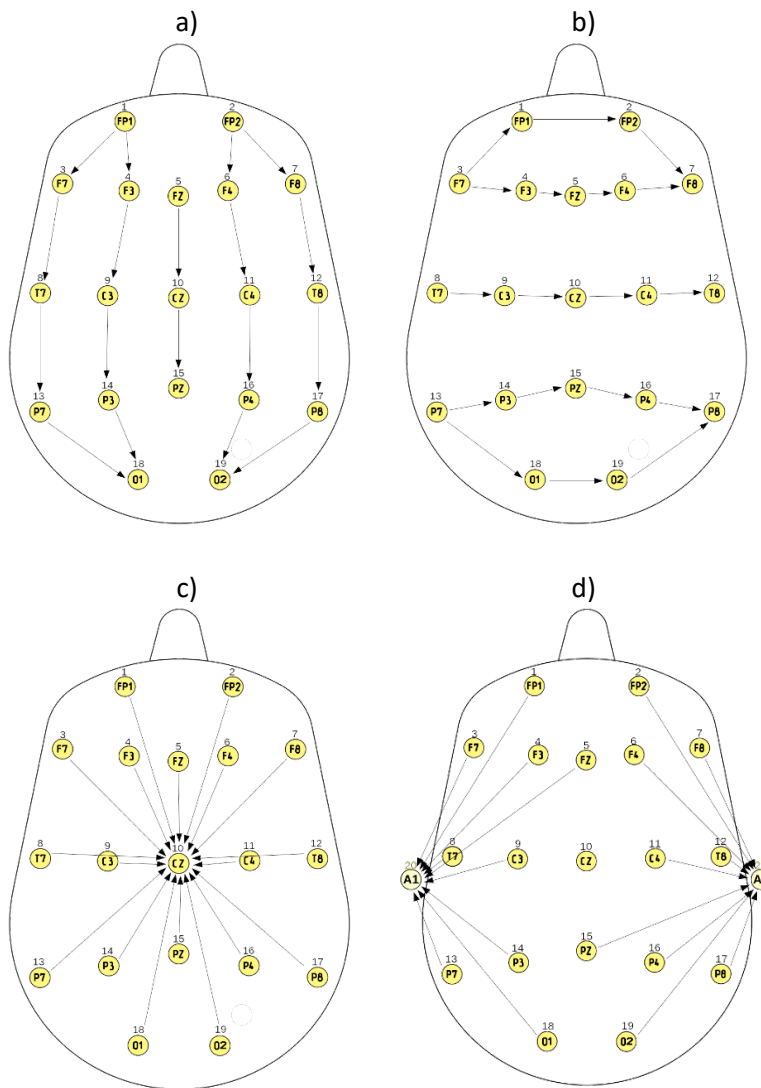 a)
1 2
FP1 FP2
3 4 5 6 7
F7 F3 FZ F4 F8
8 9 10 11 12
T7 C3 CZ C4 T8
13 14 15 16 17
P7 P3 PZ P4 P8
18 19
O1 O2
b)
1 2
FP1 FP2
3 4 5 6 7
F7 F3 FZ F4 F8
8 9 10 11 12
T7 C3 CZ C4 T8
13 14 15 16 17
P7 P3 PZ P4 P8
18 19
O1 O2
c)
1 2
FP1 FP2
3 4 5 6 7
F7 F3 FZ F4 F8
8 9 10 11 12
T7 C3 CZ C4 T8
13 14 15 16 17
P7 P3 PZ P4 P8
18 19
O1 O2
d)
1 2
FP1 FP2
3 4 5 6 7
F7 F3 FZ F4 F8
20 8 9 10 11 12 2
A1 T7 C3 CZ C4 T8 A
13 14 15 16 17
P7 P3 PZ P4 P8
18 19
O1 O2